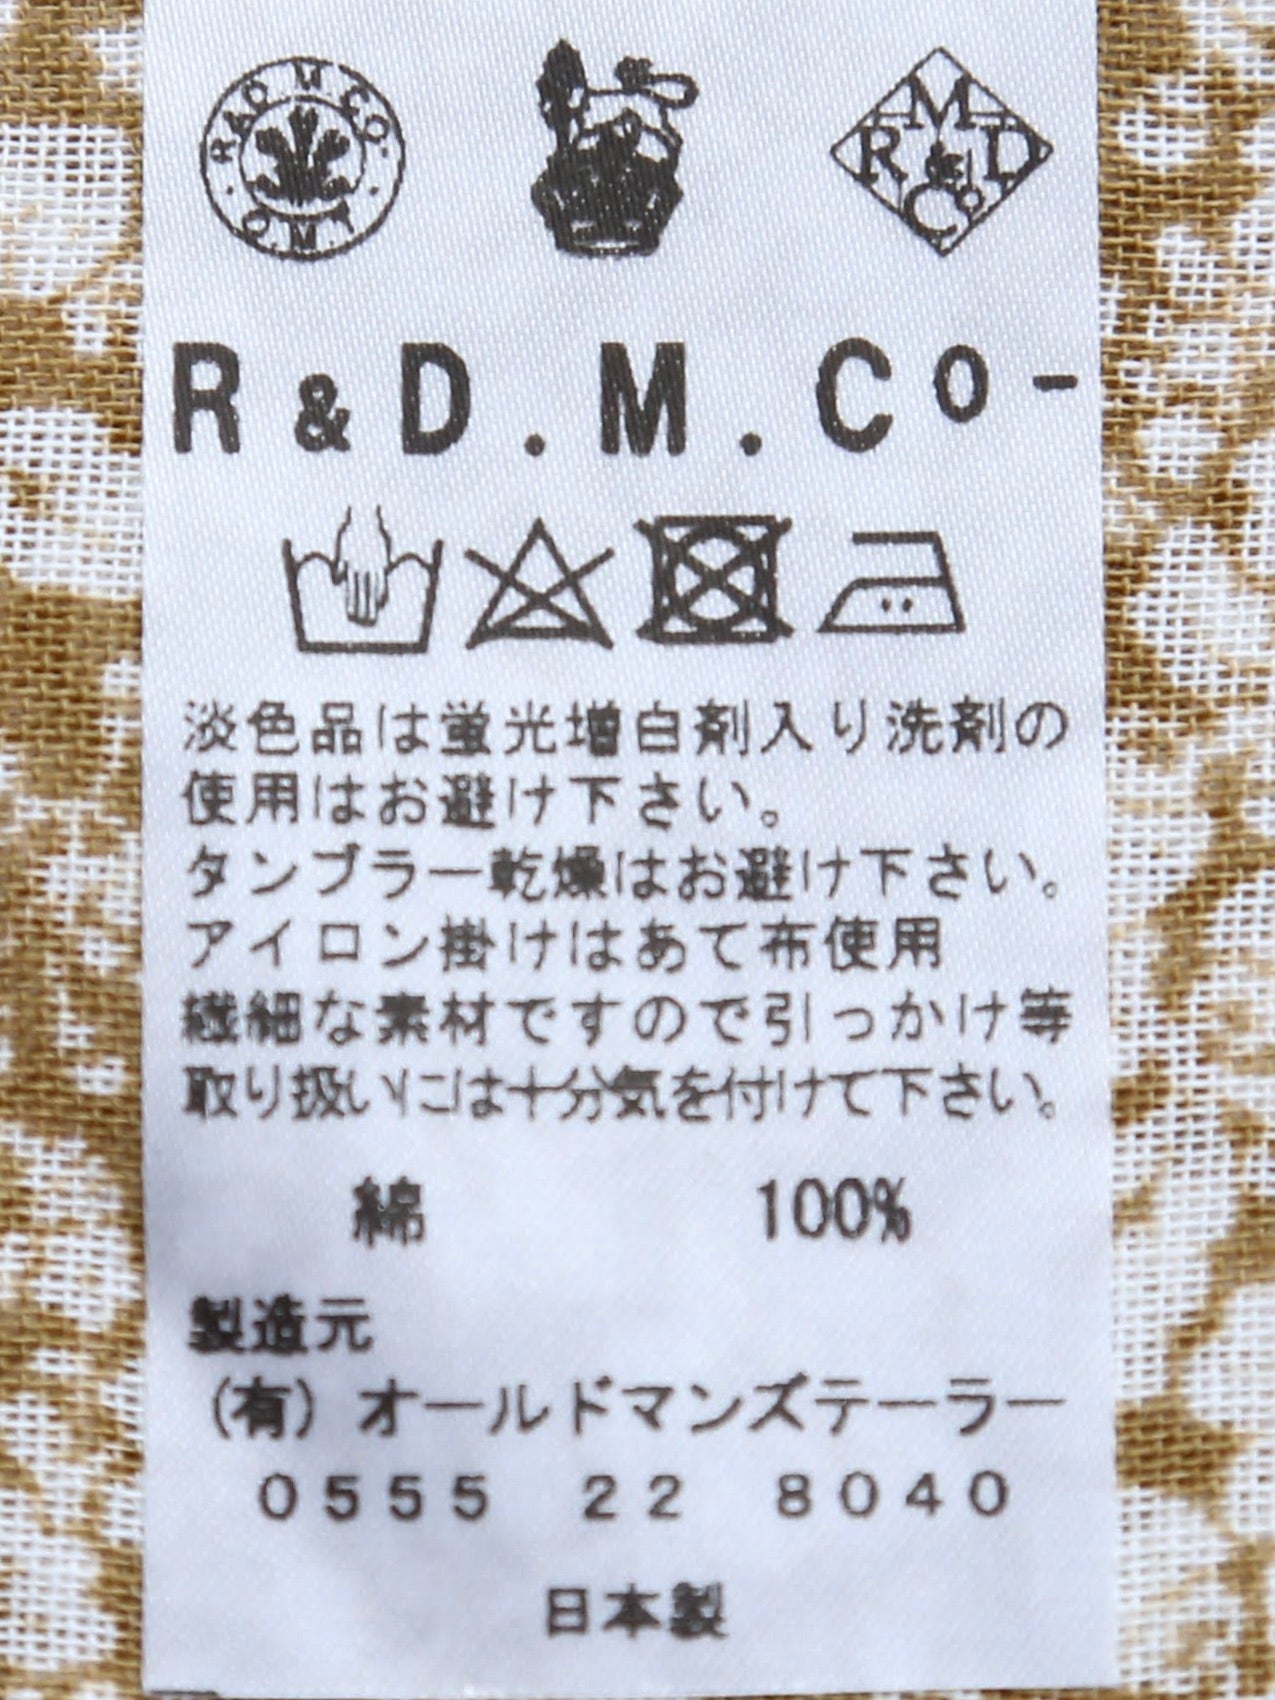 R&D.M.Co-
O.M.T.
R M D & Co
R&D.M.Co-
淡色品は蛍光増白剤入り洗剤の
使用はお避け下さい。
タンブラー乾燥はお避け下さい。
アイロン掛けはあて布使用
繊細な素材ですので引っかけ等
取り扱いには十分気を付けて下さい。
綿 100%
製造元
(有)オールドマンズテーラー
0555 22 8040
日本製